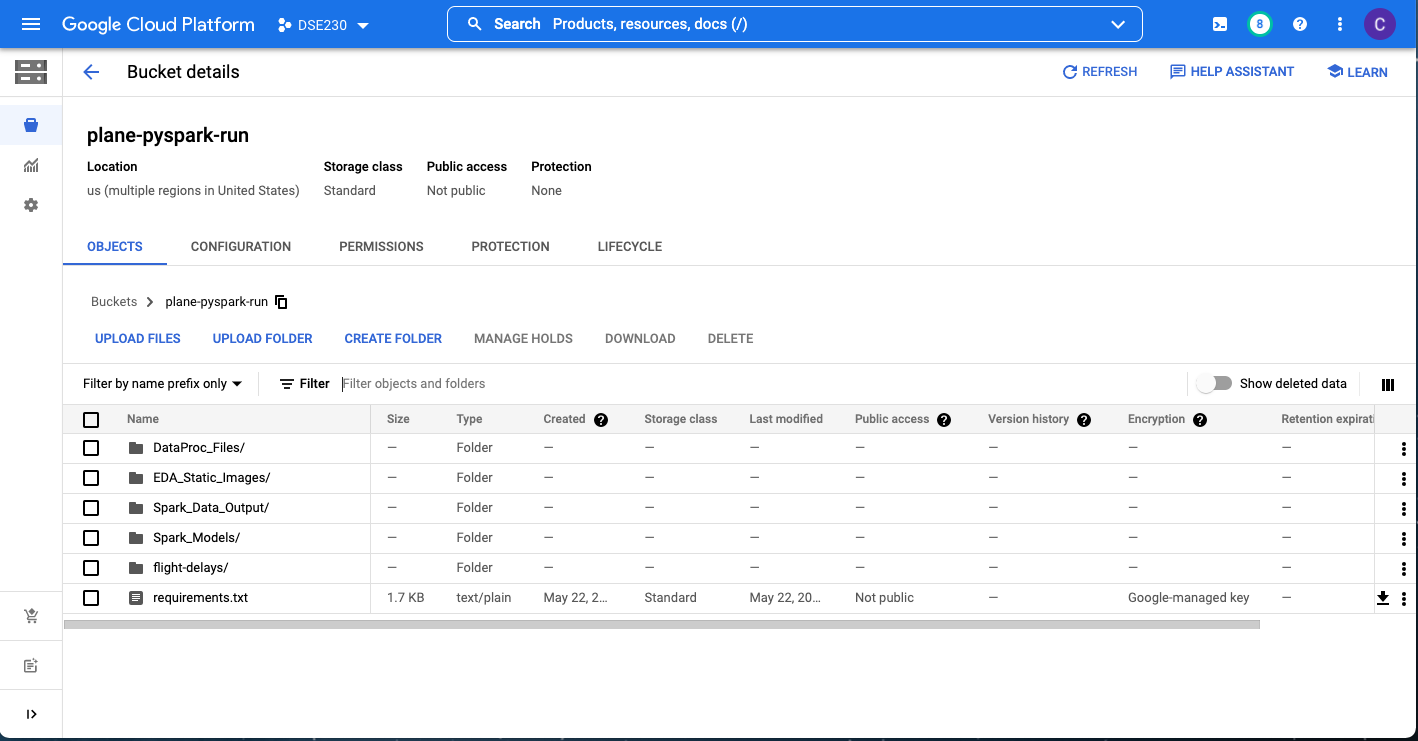 Google Cloud Platform DSE230 Search Products, resources, docs (/) 8 C
Bucket details REFRESH HELP ASSISTANT LEARN
plane-pyspark-run
Location Storage class Public access Protection
us (multiple regions in United States) Standard Not public None
OBJECTS CONFIGURATION PERMISSIONS PROTECTION LIFECYCLE
Buckets plane-pyspark-run
UPLOAD FILES UPLOAD FOLDER CREATE FOLDER MANAGE HOLDS DOWNLOAD DELETE
Filter by name prefix only Filter Filter objects and folders Show deleted data
Name Size Type Created Storage class Last modified Public access Version history Encryption Retention expirati
DataProc_Files/ — Folder — — — — — — —
EDA_Static_Images/ — Folder — — — — — — —
Spark_Data_Output/ — Folder — — — — — — —
Spark_Models/ — Folder — — — — — — —
flight-delays/ — Folder — — — — — — —
requirements.txt 1.7 KB text/plain May 22, 2... Standard May 22, 20... Not public — Google-managed key —